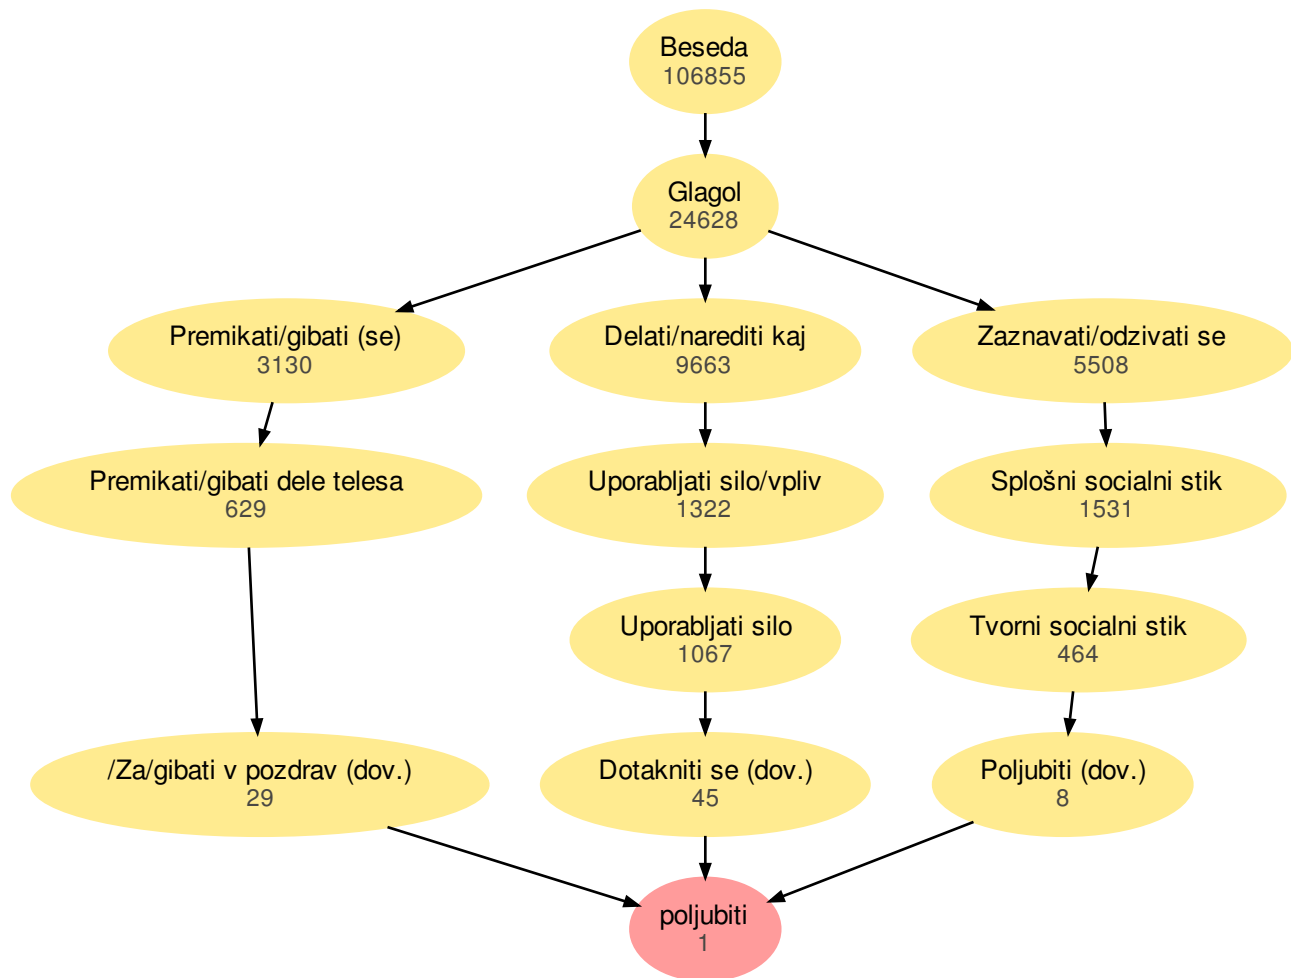 Beseda
106855
Glagol
24628
Premikati/gibati (se)
3130
Delati/narediti kaj
9663
Zaznavati/odzivati se
5508
Premikati/gibati dele telesa
629
Uporabljati silo/vpliv
1322
Splošni socialni stik
1531
Uporabljati silo
1067
Tvorni socialni stik
464
/Za/gibati v pozdrav (dov.)
29
Dotakniti se (dov.)
45
Poljubiti (dov.)
8
poljubiti
1